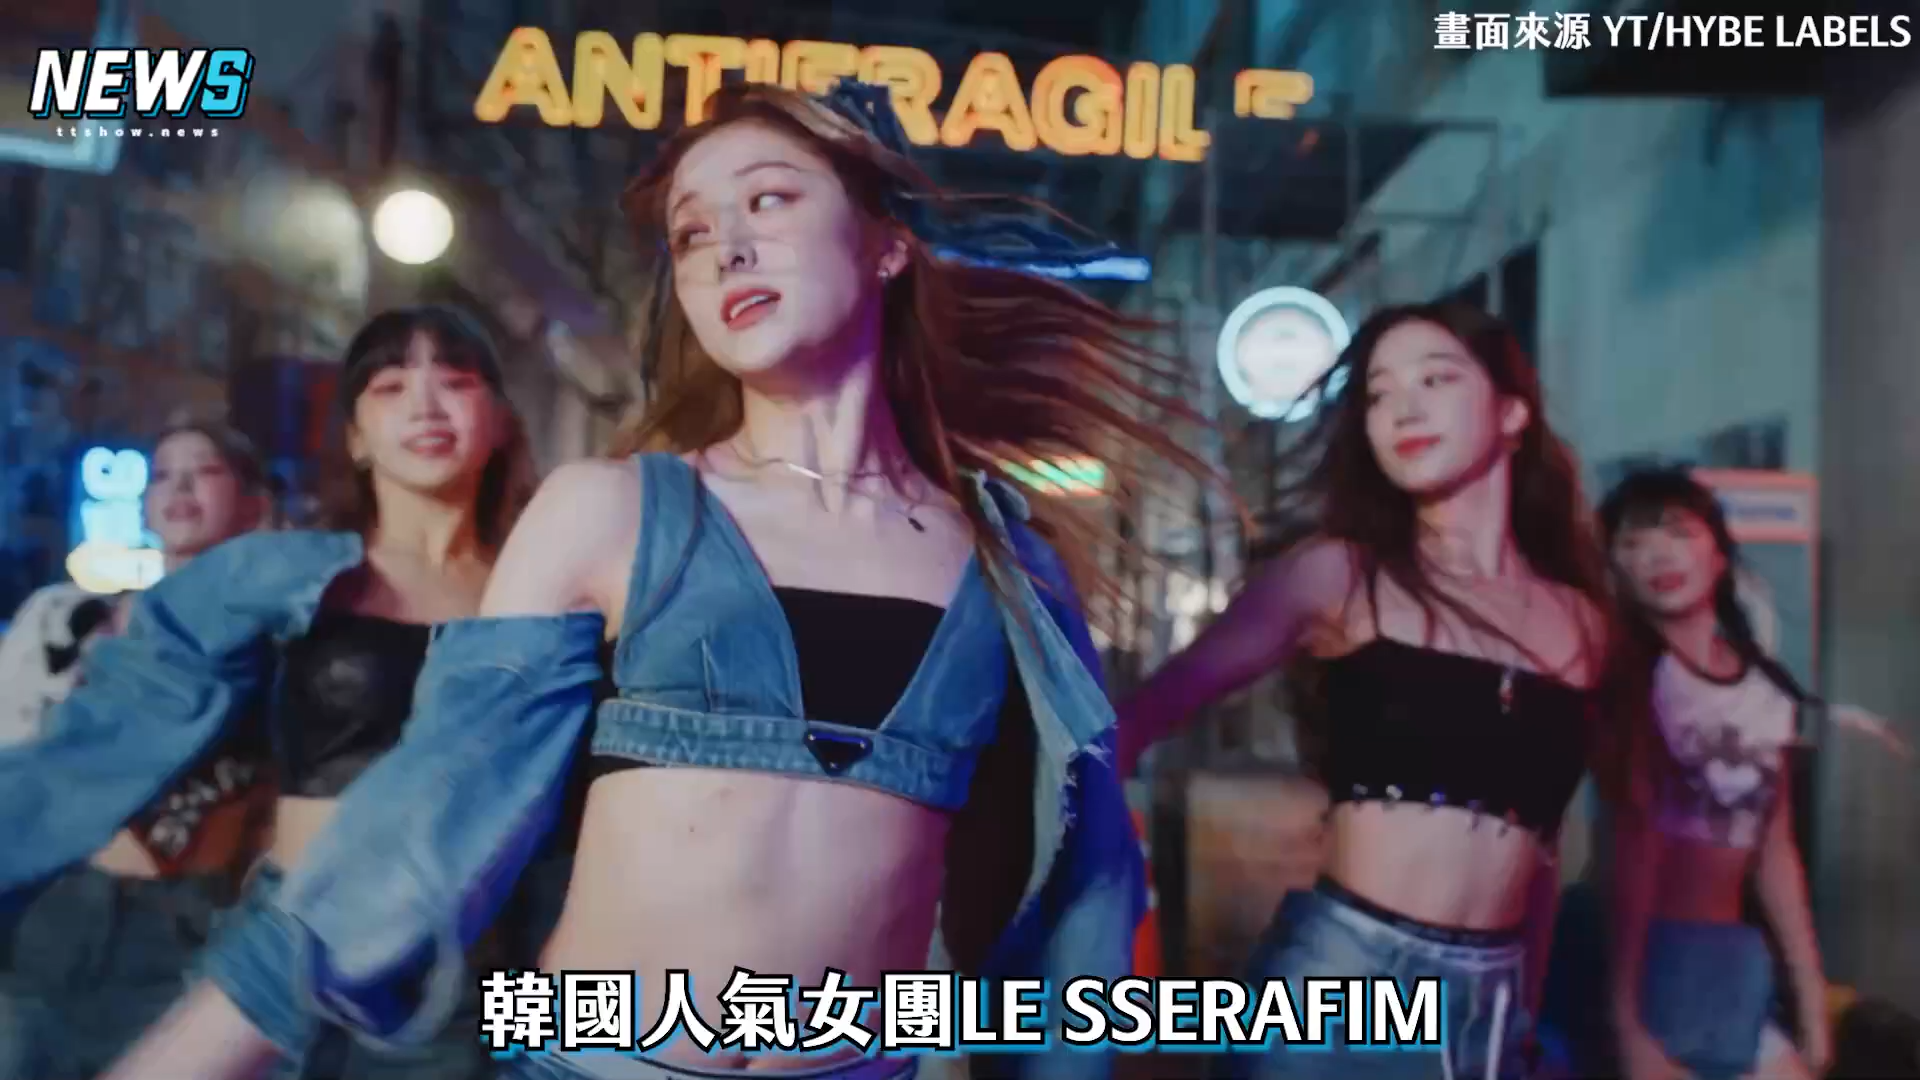 畫面來源 YT/HYBE LABELS
NEWS
ttshow.news
ANTIFRAGILE
韓國人氣女團LE SSERAFIM